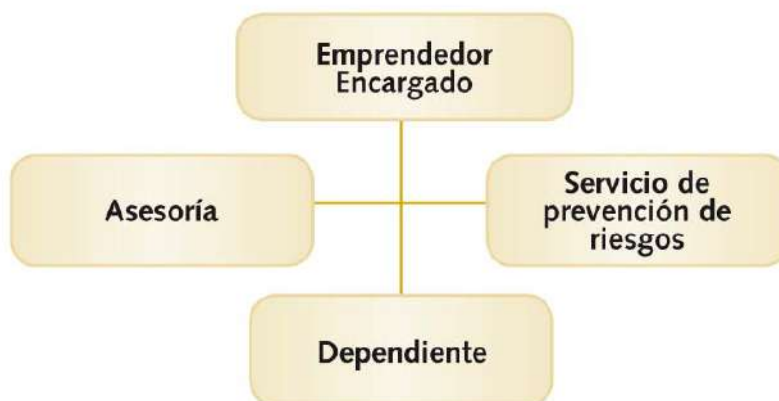 Emprendedor
Encargado
Asesoría
Servicio de
prevención de
riesgos
Dependiente